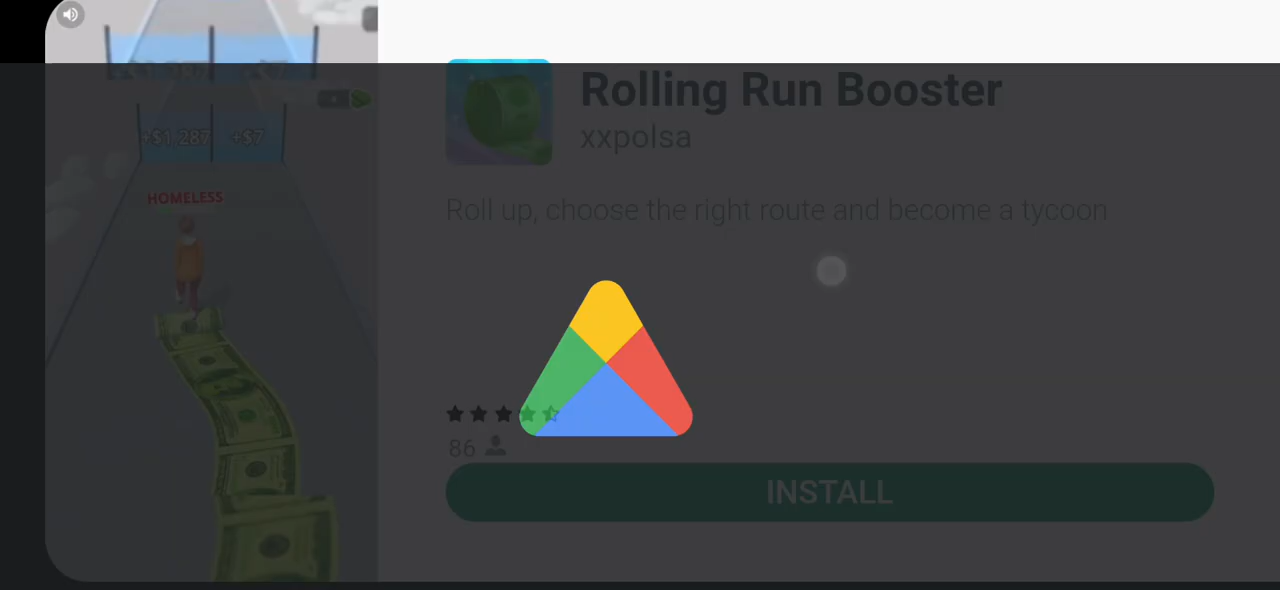 Rolling Run Booster
xxpolsa
+$1,287 +$7
HOMELESS
Roll up, choose the right route and become a tycoon
86
INSTALL